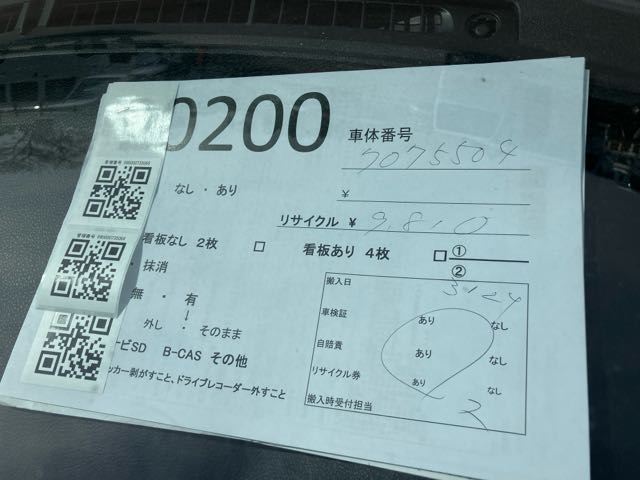 0200
車体番号
7075504
なし ・ あり
¥
リサイクル ¥ 9,810
看板なし 2枚 □ 看板あり 4枚 □ ①
②
・ 抹消
無 ・ 有
↓
外し ・ そのまま
ービSD B-CAS その他
ッカー剥がすこと、ドライブレコーダー外すこと
搬入日 3/24
車検証 あり なし
自賠責 あり なし
リサイクル券 あり なし
搬入時受付担当